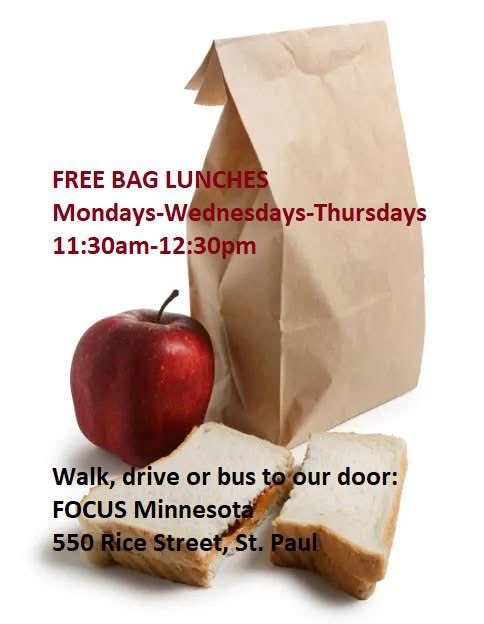 FREE BAG LUNCHES
Mondays-Wednesdays-Thursdays
11:30am-12:30pm
Walk, drive or bus to our door:
FOCUS Minnesota
550 Rice Street, St. Paul